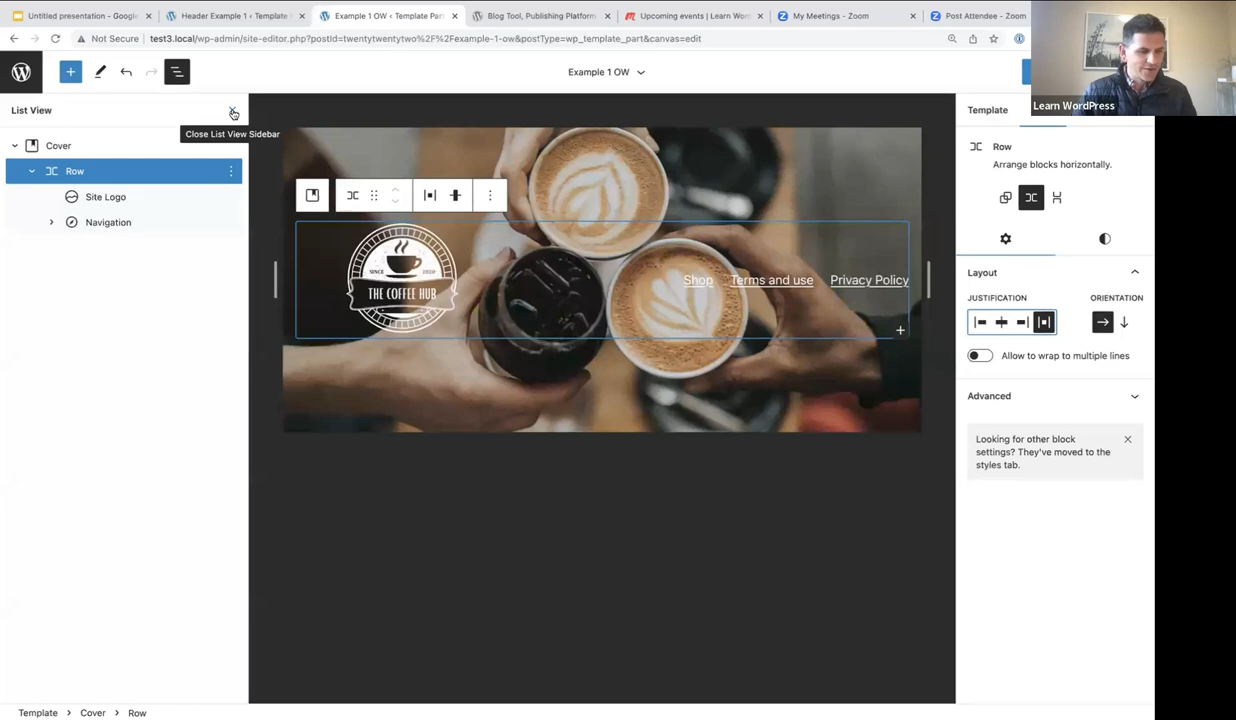 Untitled presentation - Google
Header Example 1 ‹ Template P
Example 1 OW ‹ Template Part
Blog Tool, Publishing Platform
Upcoming events | Learn Wor
My Meetings - Zoom
Post Attendee - Zoom
Not Secure
test3.local/wp-admin/site-editor.php?postId=twentytwentytwo%2F%2Fexample-1-ow&postType=wp_template_part&canvas=edit
Example 1 OW
Learn WordPress
List View
Close List View Sidebar
Cover
Row
Site Logo
Navigation
SINCE 2020
THE COFFEE HUB
Shop
Terms and use
Privacy Policy
Template
Row
Arrange blocks horizontally.
Layout
JUSTIFICATION
ORIENTATION
Allow to wrap to multiple lines
Advanced
Looking for other block
settings? They've moved to the
styles tab.
Template > Cover > Row